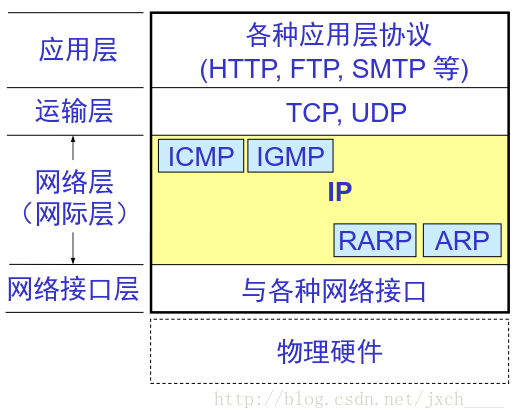 应用层
各种应用层协议
(HTTP, FTP, SMTP 等)
运输层
TCP, UDP
网络层
（网际层）
ICMP
IGMP
IP
RARP
ARP
网络接口层
与各种网络接口
物理硬件
http://blog.csdn.net/jxch____